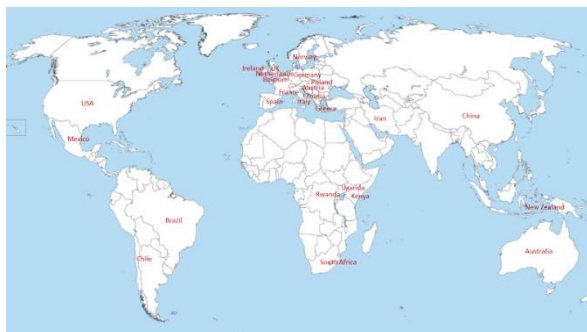 Norway
Ireland
UK
Netherlands
Germany
Belgium
Poland
Austria
France
Croatia
Spain
Italy
Greece
USA
Mexico
Iran
China
Uganda
Rwanda
Kenya
New Zealand
Brazil
Chile
South Africa
Australia